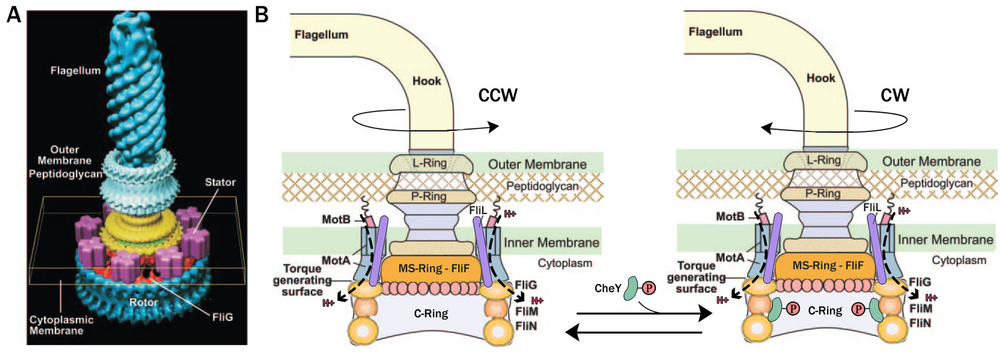 A
Flagellum
Outer
Membrane
Peptidoglycan
Stator
Rotor
Cytoplasmic
Membrane
FliG
B
Flagellum
Hook
CCW
L-Ring
Outer Membrane
Peptidoglycan
P-Ring
FliL
H+
MotB
Inner Membrane
MotA
Cytoplasm
Torque
generating
surface
MS-Ring - FliF
FliG
H+
H+
C-Ring
FliM
FliN
CheY
P
Flagellum
Hook
CW
L-Ring
Outer Membrane
Peptidoglycan
P-Ring
FliL
H+
MotB
Inner Membrane
MotA
Cytoplasm
Torque
generating
surface
MS-Ring - FliF
FliG
H+
H+
P
C-Ring
P
FliM
FliN